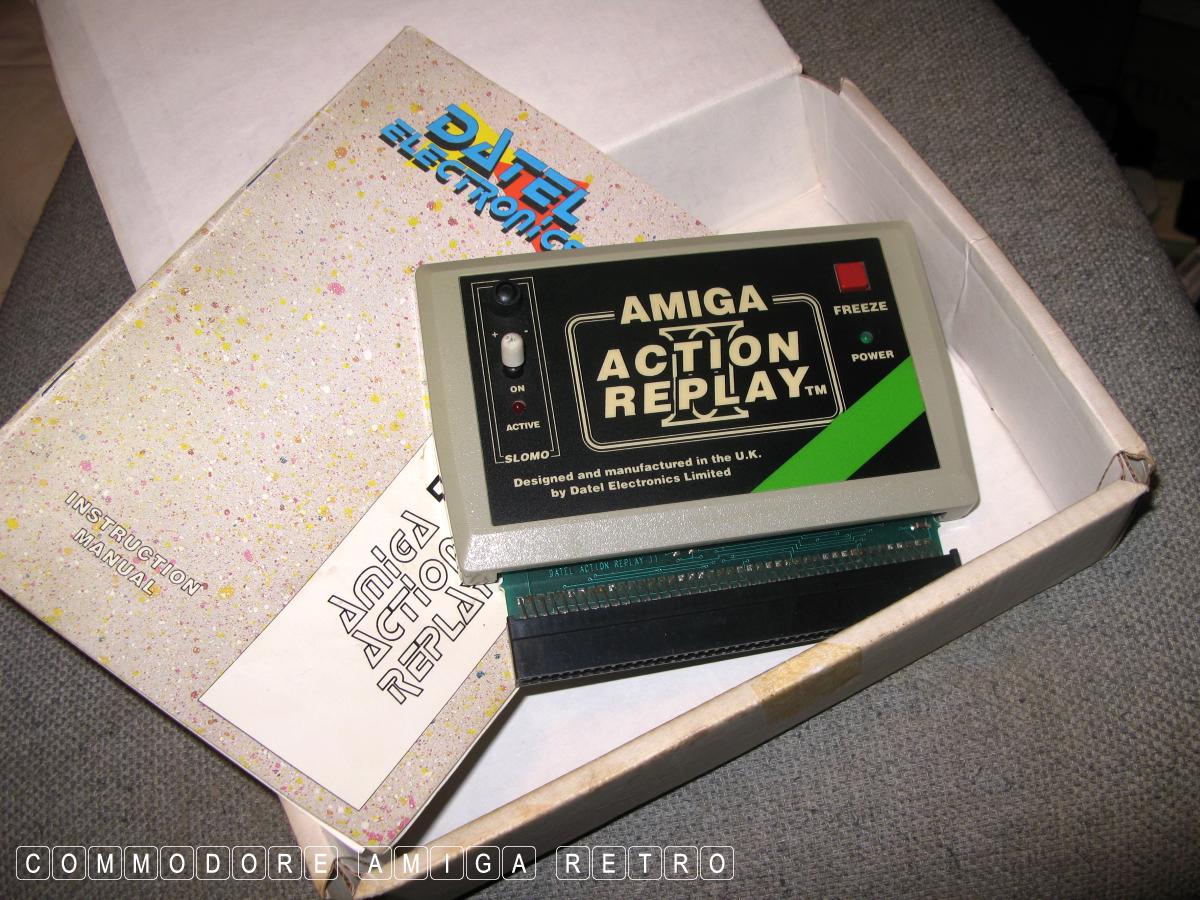 DATEL
ELECTRONICS
INSTRUCTION
MANUAL
AMIGA
ACTION
REPLAY
AMIGA
II
ACTION
REPLAY TM
+ -
ON
ACTIVE
SLOMO
FREEZE
POWER
Designed and manufactured in the U.K.
by Datel Electronics Limited
DATEL ACTION REPLAY II
COMMODORE AMIGA RETRO